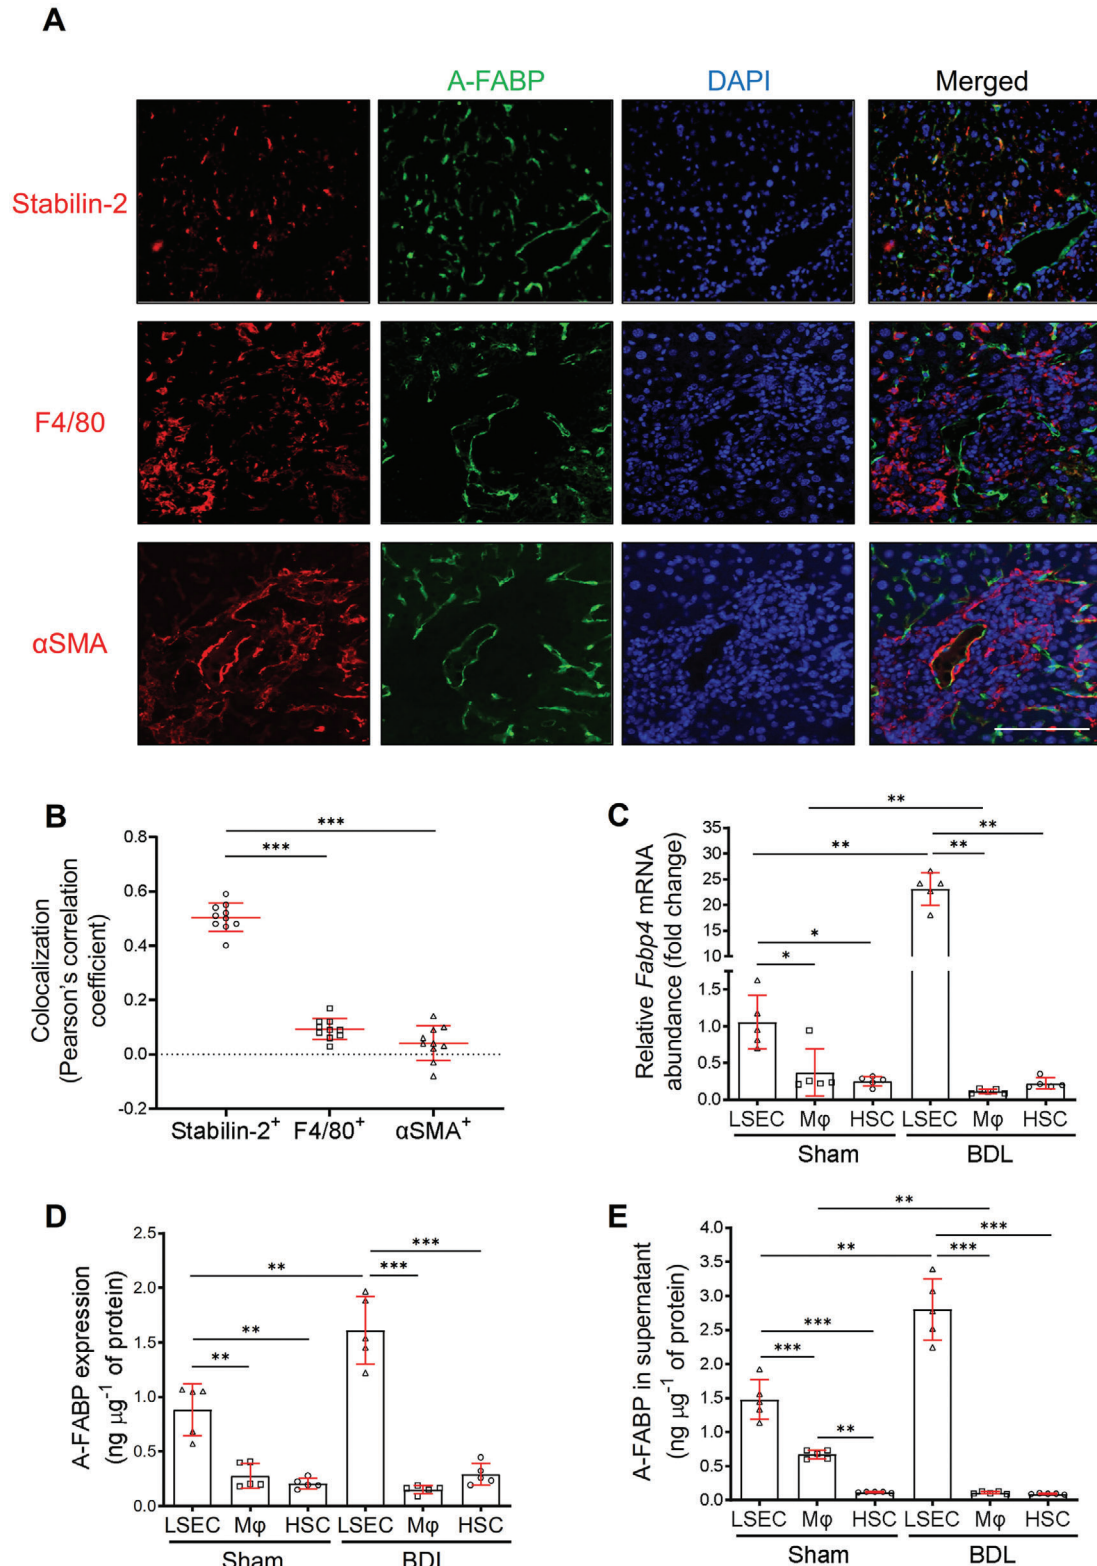 A
A-FABP DAPI Merged
Stabilin-2
F4/80
αSMA
B
Colocalization
(Pearson's correlation
coefficient)
0.8
0.6
0.4
0.2
0.0
-0.2
***
***
Stabilin-2⁺ F4/80⁺ αSMA⁺
C
Relative Fabp4 mRNA
abundance (fold change)
35
30
25
20
15
10
1.5
1.0
0.5
0.0
**
** **
**
*
*
LSEC Mφ HSC LSEC Mφ HSC
Sham BDL
D
A-FABP expression
(ng µg⁻¹ of protein)
2.5
2.0
1.5
1.0
0.5
0.0
***
** ***
**
**
LSEC Mφ HSC LSEC Mφ HSC
Sham BDL
E
A-FABP in supernatant
(ng µg⁻¹ of protein)
4.0
3.5
3.0
2.5
2.0
1.5
1.0
0.5
0.0
**
***
** ***
***
***
**
LSEC Mφ HSC LSEC Mφ HSC
Sham BDL